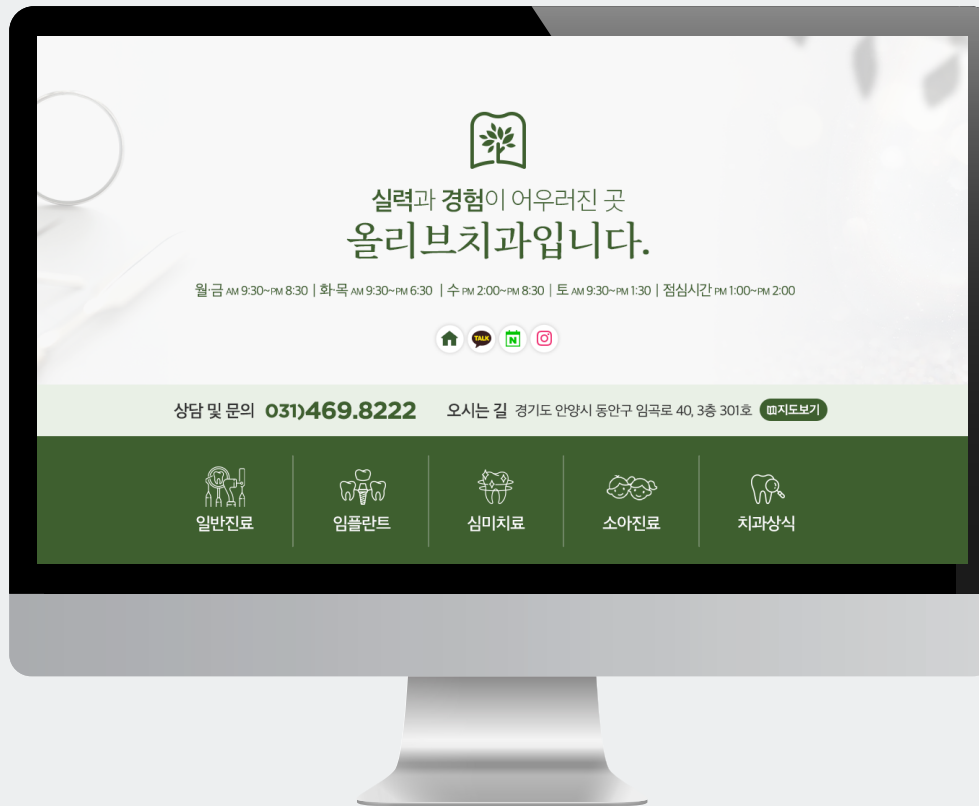 실력과 경험이 어우러진 곳
올리브치과입니다.
월·금 AM 9:30~PM 8:30 | 화·목 AM 9:30~PM 6:30 | 수 PM 2:00~PM 8:30 | 토 AM 9:30~PM 1:30 | 점심시간 PM 1:00~PM 2:00
TALK N
상담 및 문의 031)469.8222 오시는 길 경기도 안양시 동안구 임곡로 40, 3층 301호 지도보기
일반진료 임플란트 심미치료 소아진료 치과상식